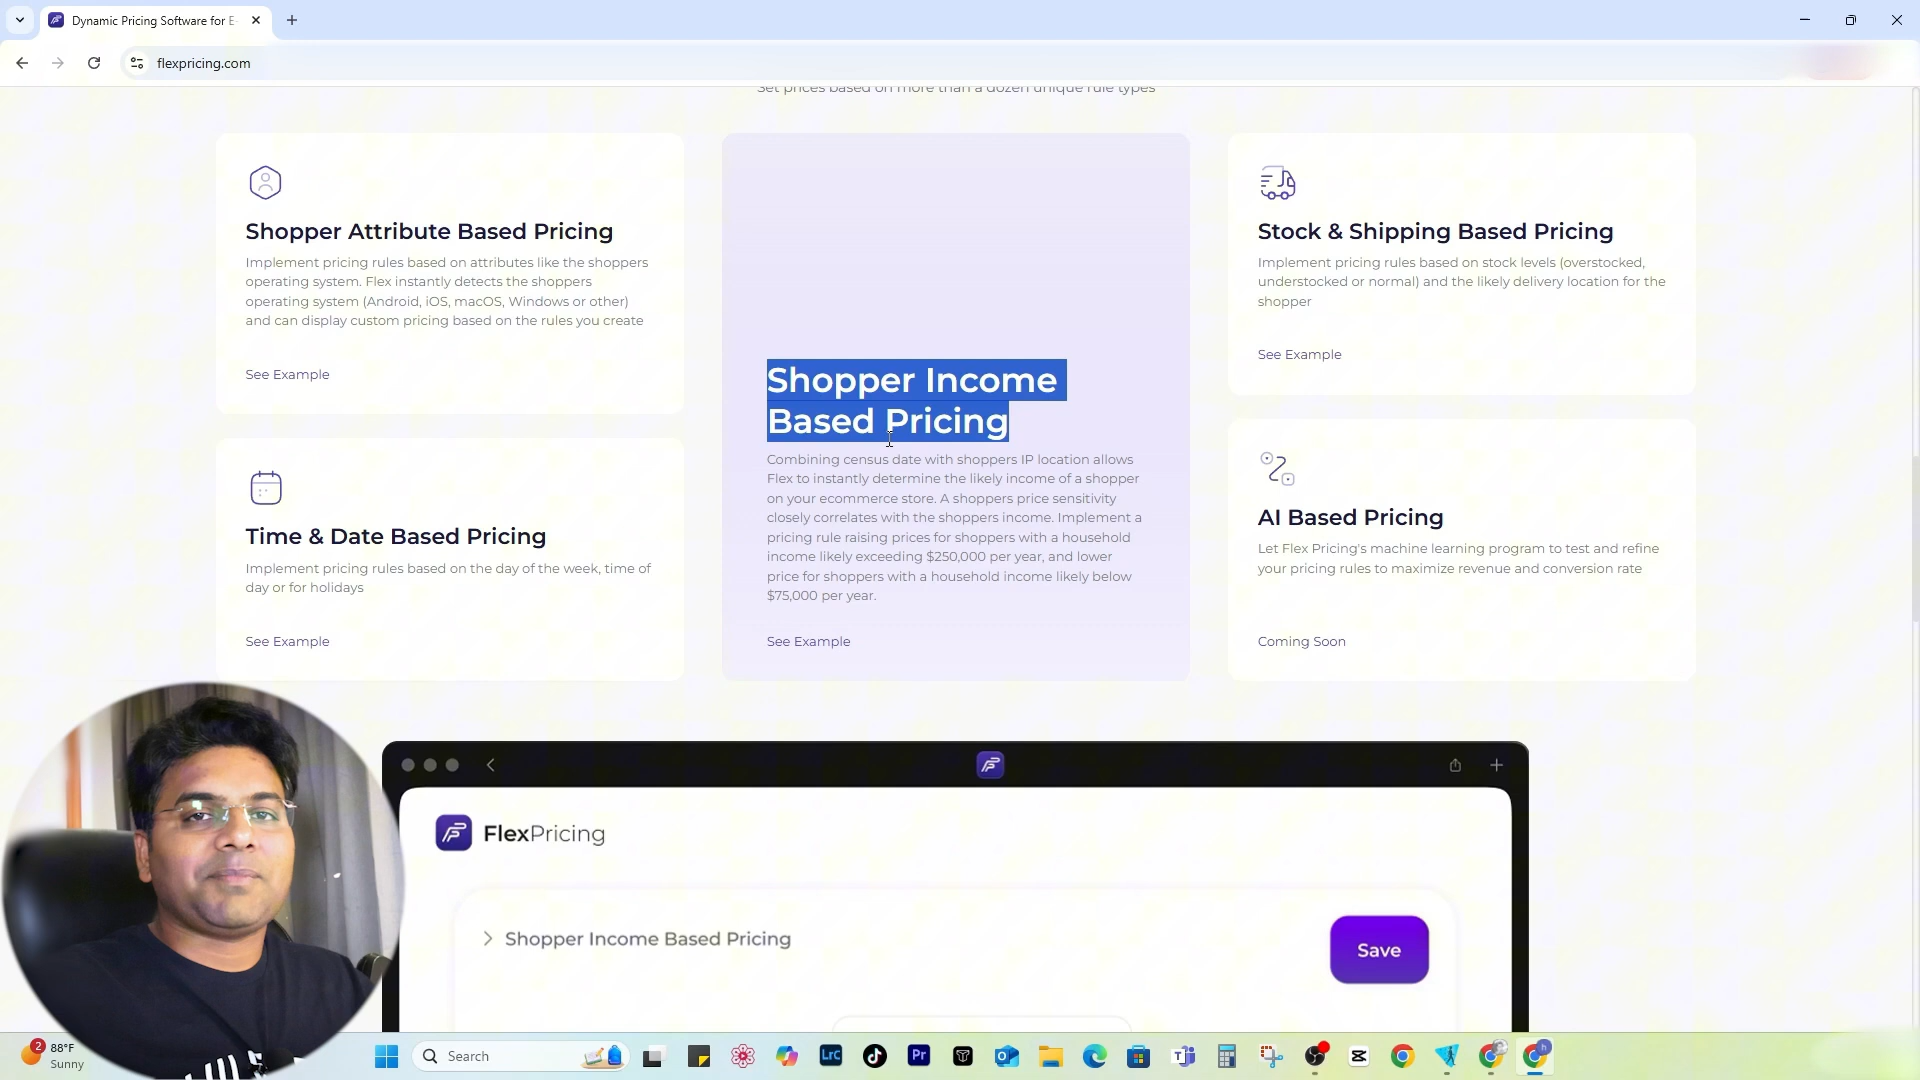 Dynamic Pricing Software for E-
flexpricing.com
Set prices based on more than a dozen unique rule types
Shopper Attribute Based Pricing
Implement pricing rules based on attributes like the shoppers
operating system. Flex instantly detects the shoppers
operating system (Android, iOS, macOS, Windows or other)
and can display custom pricing based on the rules you create
See Example
Time & Date Based Pricing
Implement pricing rules based on the day of the week, time of
day or for holidays
See Example
Shopper Income
Based Pricing
Combining census date with shoppers IP location allows
Flex to instantly determine the likely income of a shopper
on your ecommerce store. A shoppers price sensitivity
closely correlates with the shoppers income. Implement a
pricing rule raising prices for shoppers with a household
income likely exceeding $250,000 per year, and lower
price for shoppers with a household income likely below
$75,000 per year.
See Example
Stock & Shipping Based Pricing
Implement pricing rules based on stock levels (overstocked,
understocked or normal) and the likely delivery location for the
shopper
See Example
AI Based Pricing
Let Flex Pricing's machine learning program to test and refine
your pricing rules to maximize revenue and conversion rate
Coming Soon
FlexPricing
Shopper Income Based Pricing
Save
2
88°F
Sunny
Search
LrC
Pr
h